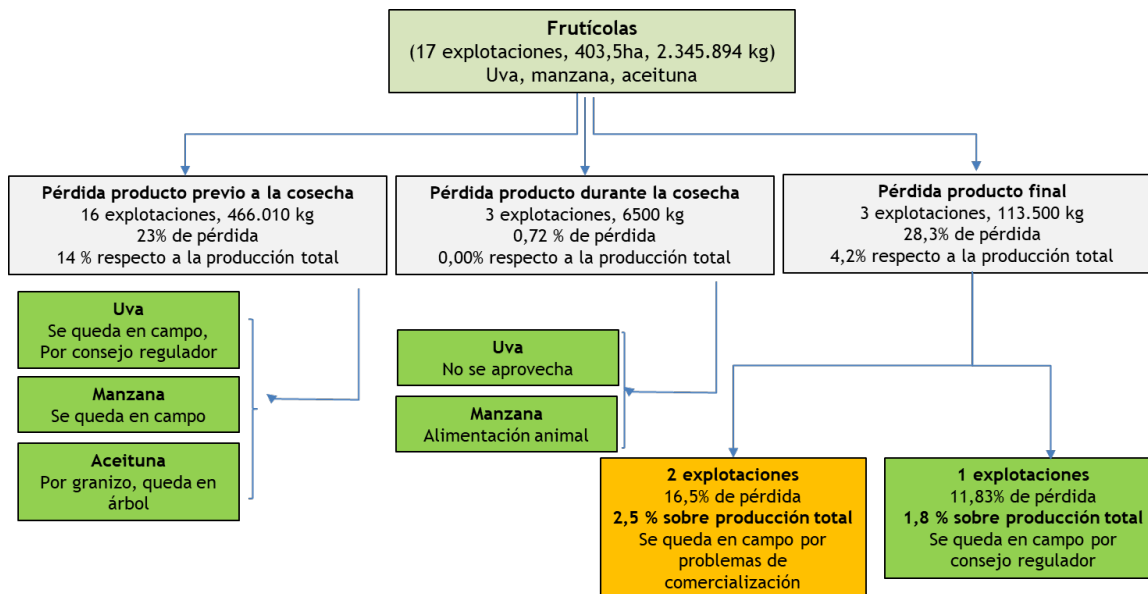 Frutícolas
(17 explotaciones, 403,5ha, 2.345.894 kg)
Uva, manzana, aceituna
Pérdida producto previo a la cosecha
16 explotaciones, 466.010 kg
23% de pérdida
14 % respecto a la producción total
Pérdida producto durante la cosecha
3 explotaciones, 6500 kg
0,72 % de pérdida
0,00% respecto a la producción total
Pérdida producto final
3 explotaciones, 113.500 kg
28,3% de pérdida
4,2% respecto a la producción total
Uva
Se queda en campo,
Por consejo regulador
Manzana
Se queda en campo
Aceituna
Por granizo, queda en
árbol
Uva
No se aprovecha
Manzana
Alimentación animal
2 explotaciones
16,5% de pérdida
2,5 % sobre producción total
Se queda en campo por
problemas de
comercialización
1 explotaciones
11,83% de pérdida
1,8 % sobre producción total
Se queda en campo por
consejo regulador